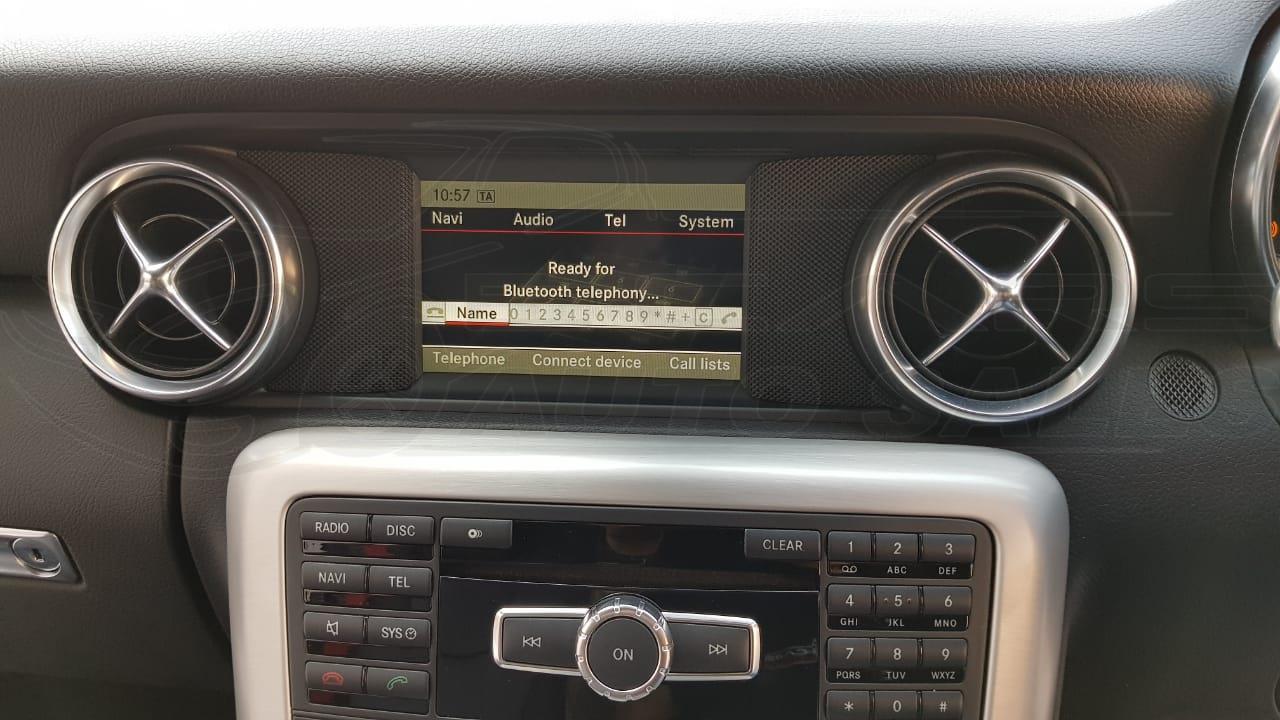 10:57 TA
Navi Audio Tel System
Ready for
Bluetooth telephony...
Name 0 1 2 3 4 5 6 7 8 9 * # + C
Telephone Connect device Call lists
AUTO
RADIO DISC CLEAR 1 2 3
ABC DEF
NAVI TEL 4 5 6
GHI JKL MNO
SYS ON 7 8 9
PQRS TUV WXYZ
* 0 #